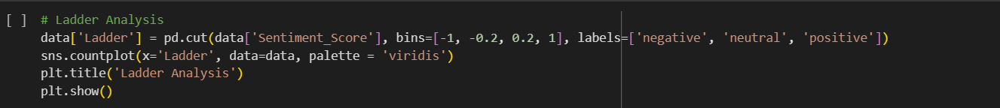 [ ] # Ladder Analysis
data['Ladder'] = pd.cut(data['Sentiment_Score'], bins=[-1, -0.2, 0.2, 1], labels=['negative', 'neutral', 'positive'])
sns.countplot(x='Ladder', data=data, palette = 'viridis')
plt.title('Ladder Analysis')
plt.show()